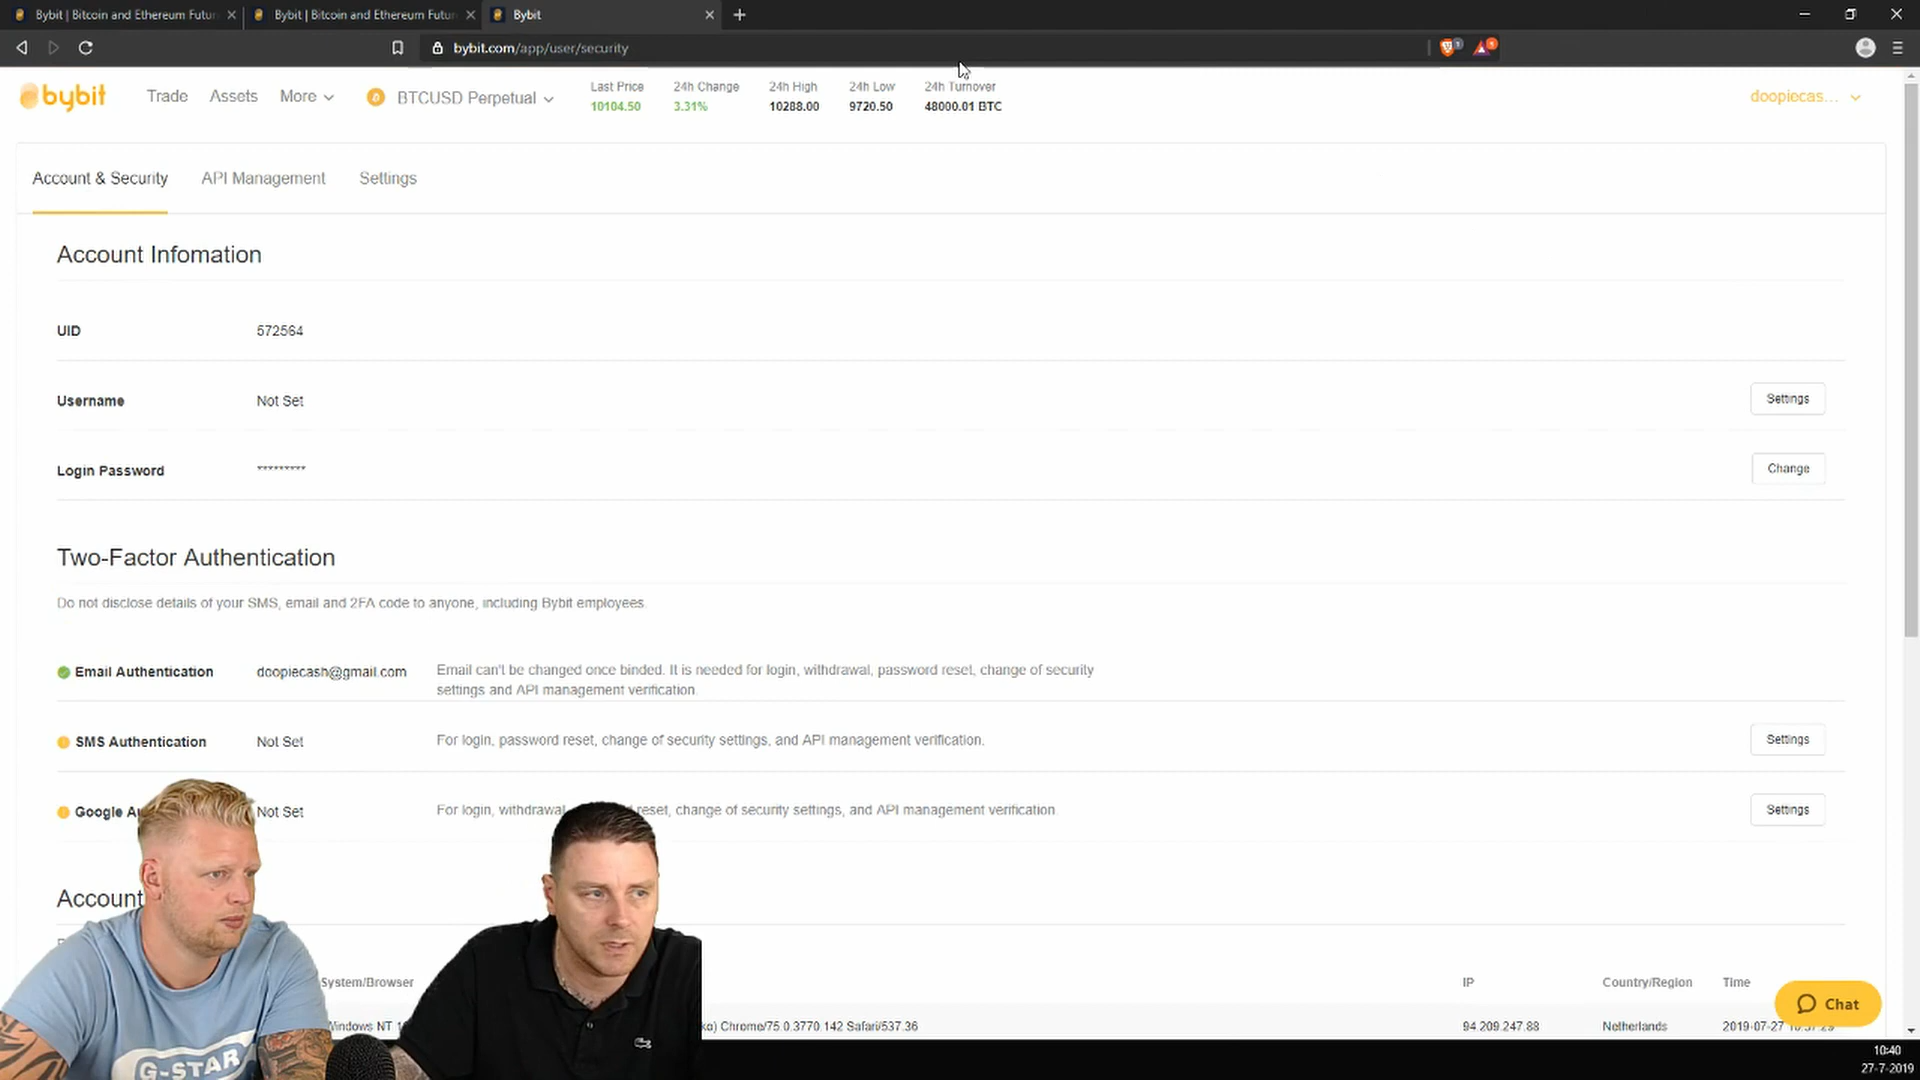 Bybit | Bitcoin and Ethereum Futur
Bybit | Bitcoin and Ethereum Futur
Bybit
bybit.com/app/user/security
bybit
Trade
Assets
More
BTCUSD Perpetual
Last Price
10104.50
24h Change
3.31%
24h High
10288.00
24h Low
9720.50
24h Turnover
48000.01 BTC
doopiecas...
Account & Security
API Management
Settings
Account Infomation
UID 572564
Username Not Set Settings
Login Password ********* Change
Two-Factor Authentication
Do not disclose details of your SMS, email and 2FA code to anyone, including Bybit employees.
Email Authentication doopiecash@gmail.com Email can't be changed once binded. It is needed for login, withdrawal, password reset, change of security
settings and API management verification.
SMS Authentication Not Set For login, password reset, change of security settings, and API management verification. Settings
Google Au Not Set For login, withdrawal reset, change of security settings, and API management verification. Settings
Account
System/Browser IP Country/Region Time
Windows NT ko) Chrome/75.0.3770.142 Safari/537.36 94.209.247.88 Netherlands 2019-07-27
Chat
G-STAR
10:40
27-7-2019